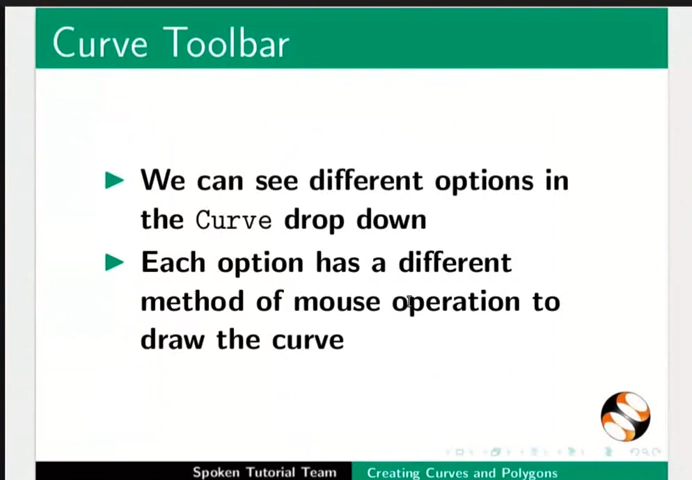 Curve Toolbar
We can see different options in
the Curve drop down
Each option has a different
method of mouse operation to
draw the curve
Spoken Tutorial Team
Creating Curves and Polygons